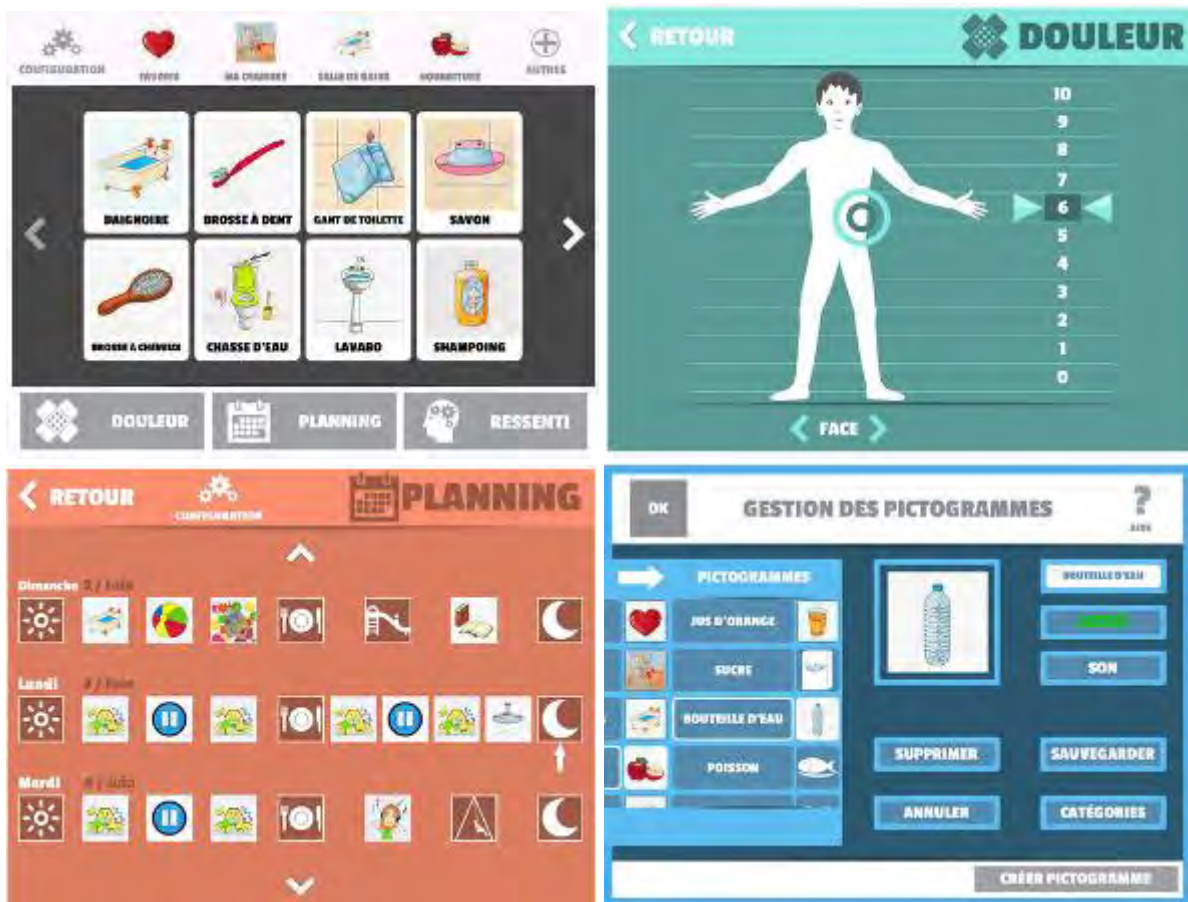 CONFIGURATION FAVORIS MA CHAMBRE SALLE DE BAINS NOURRITURE AUTRES
BAIGNOIRE BROSSE À DENT GANT DE TOILETTE SAVON
BROSSE À CHEVEUX CHASSE D'EAU LAVABO SHAMPOING
DOULEUR PLANNING RESSENTI
RETOUR DOULEUR
10
9
8
7
6
5
4
3
2
1
0
FACE
RETOUR CONFIGURATION PLANNING
Dimanche
Lundi
Mardi
OK GESTION DES PICTOGRAMMES ?
AIDE
PICTOGRAMMES
JUS D'ORANGE
SUCRE
BOUTEILLE D'EAU
POISSON
BOUTEILLE D'EAU
SON
SUPPRIMER SAUVEGARDER
ANNULER CATÉGORIES
CRÉER PICTOGRAMME